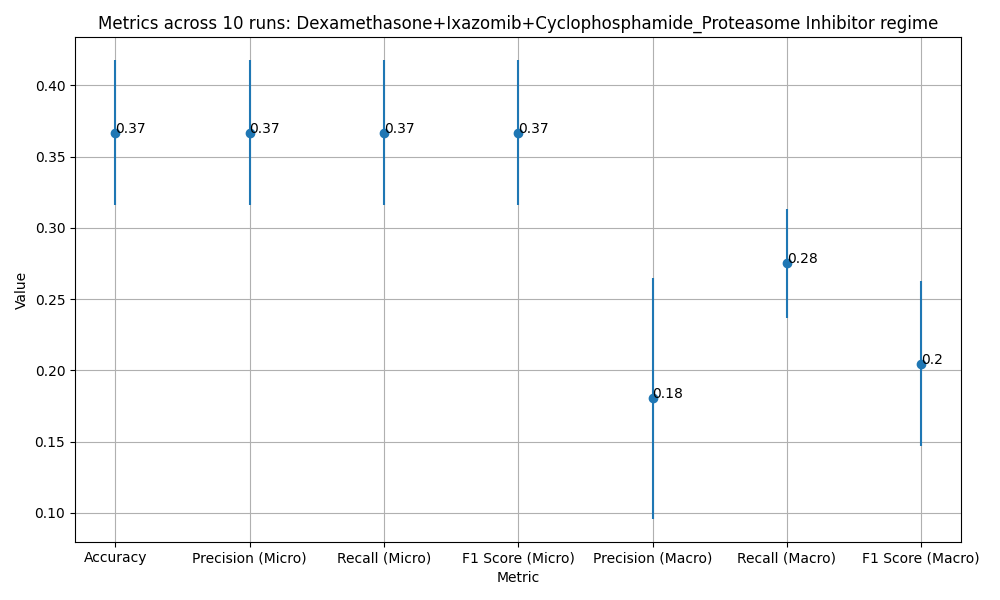 Metrics across 10 runs: Dexamethasone+Ixazomib+Cyclophosphamide_Proteasome Inhibitor regime
Value
0.40
0.35
0.30
0.25
0.20
0.15
0.10
0.37
0.37
0.37
0.37
0.18
0.28
0.2
Accuracy
Precision (Micro)
Recall (Micro)
F1 Score (Micro)
Precision (Macro)
Recall (Macro)
F1 Score (Macro)
Metric